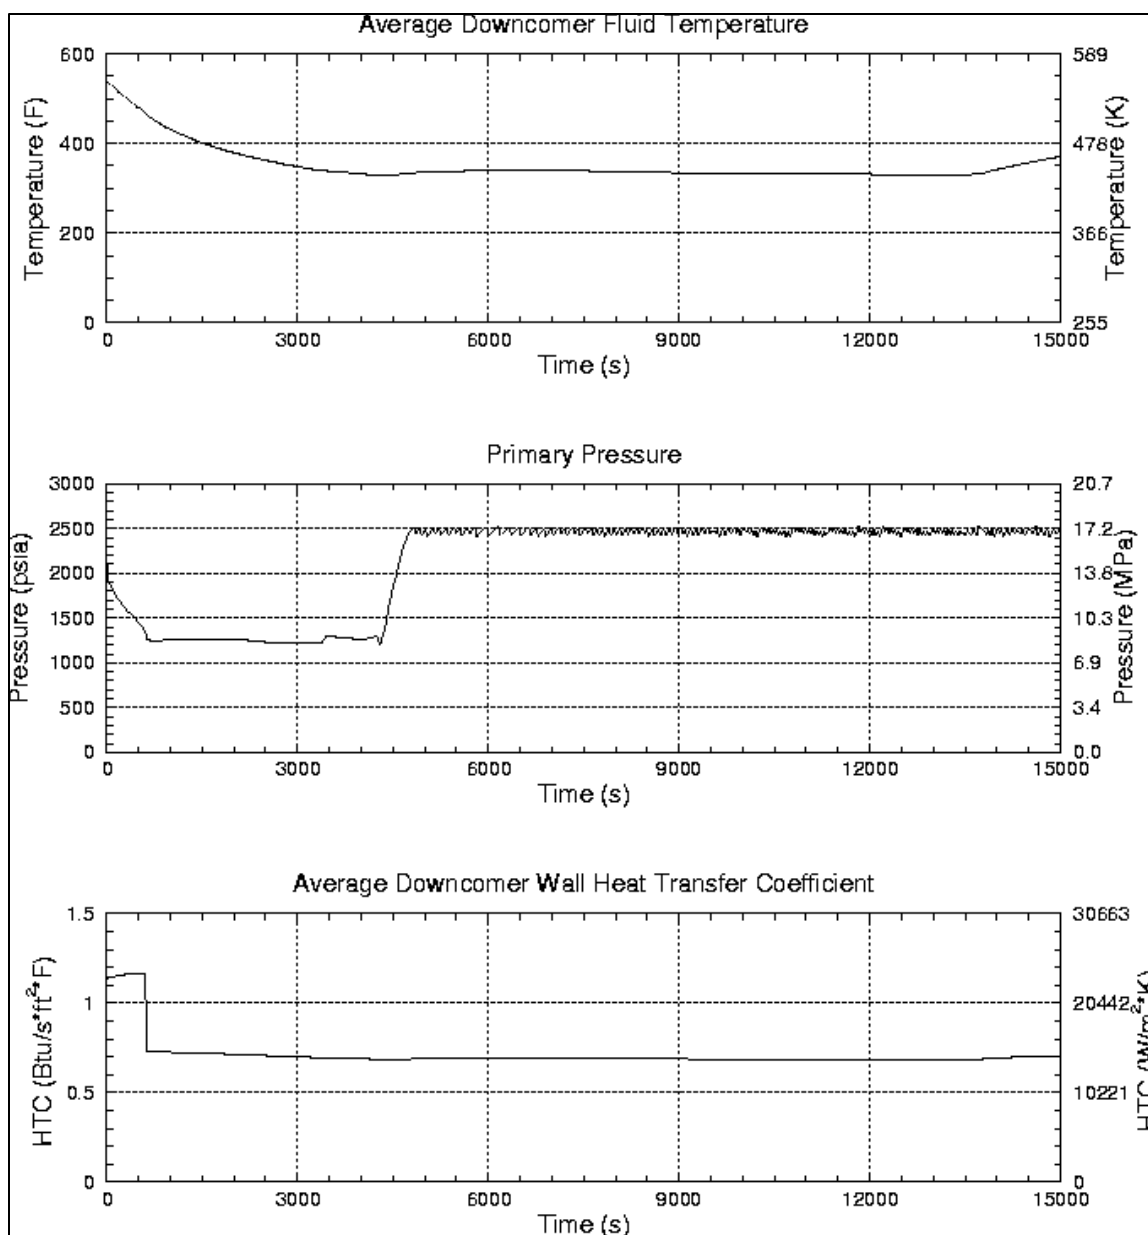 Average Downcomer Fluid Temperature
Temperature (F)
600
400
200
0
589
478
366
255
Temperature (K)
0 3000 6000 9000 12000 15000
Time (s)
Primary Pressure
Pressure (psia)
3000
2500
2000
1500
1000
500
0
20.7
17.2
13.8
10.3
6.9
3.4
0.0
Pressure (MPa)
0 3000 6000 9000 12000 15000
Time (s)
Average Downcomer Wall Heat Transfer Coefficient
HTC (Btu/s*ft²*F)
1.5
1
0.5
0
30663
20442
10221
0
HTC (W/m²*K)
0 3000 6000 9000 12000 15000
Time (s)